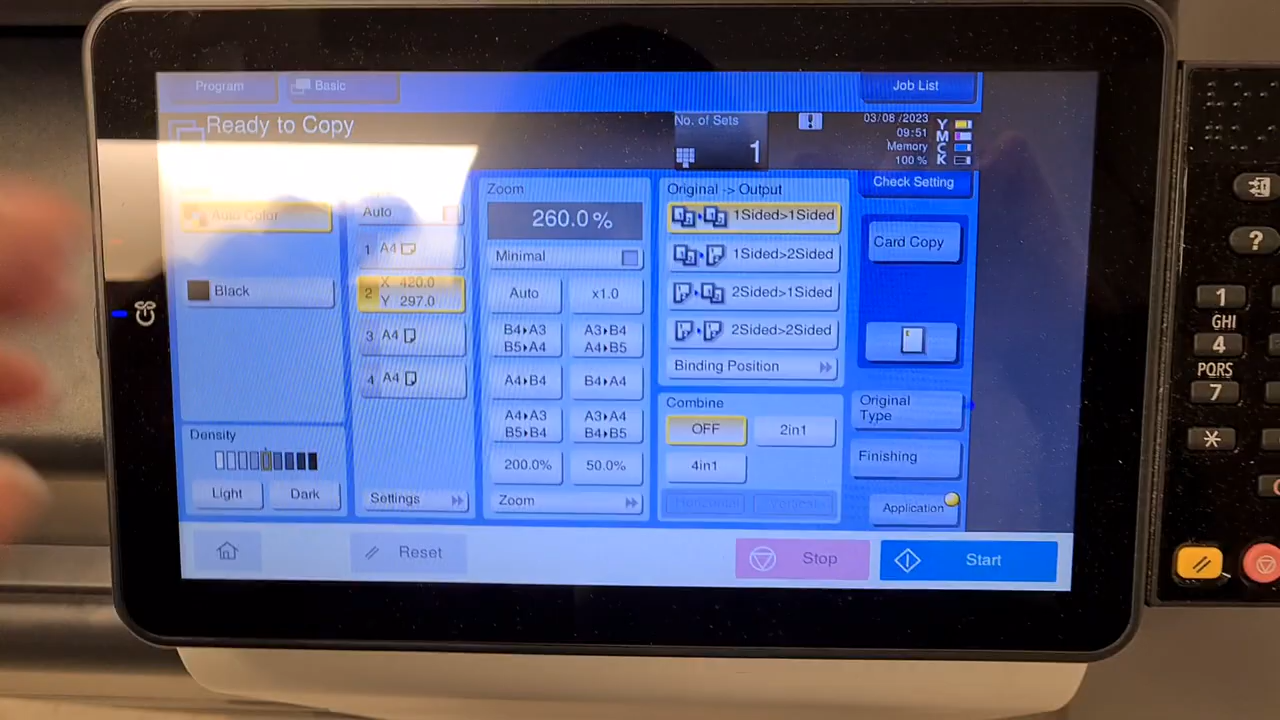 Program
Basic
Job List
Ready to Copy
No. of Sets
1
03/08 /2023
09:51
Memory
100 %
Y
M
C
K
Check Setting
Auto Color
Black
Density
Light
Dark
Auto
1 A4
2 X 420.0
Y 297.0
3 A4
4 A4
Settings
Zoom
260.0%
Minimal
Auto
x1.0
B4▸A3
B5▸A4
A3▸B4
A4▸B5
A4▸B4
B4▸A4
A4▸A3
B5▸B4
A3▸A4
B4▸B5
200.0%
50.0%
Zoom
Original -> Output
1Sided>1Sided
1Sided>2Sided
2Sided>1Sided
2Sided>2Sided
Binding Position
Combine
OFF
2in1
4in1
Horizontal
Vertical
Card Copy
Original
Type
Finishing
Application
Reset
Stop
Start
?
1
GHI
4
PQRS
7
*